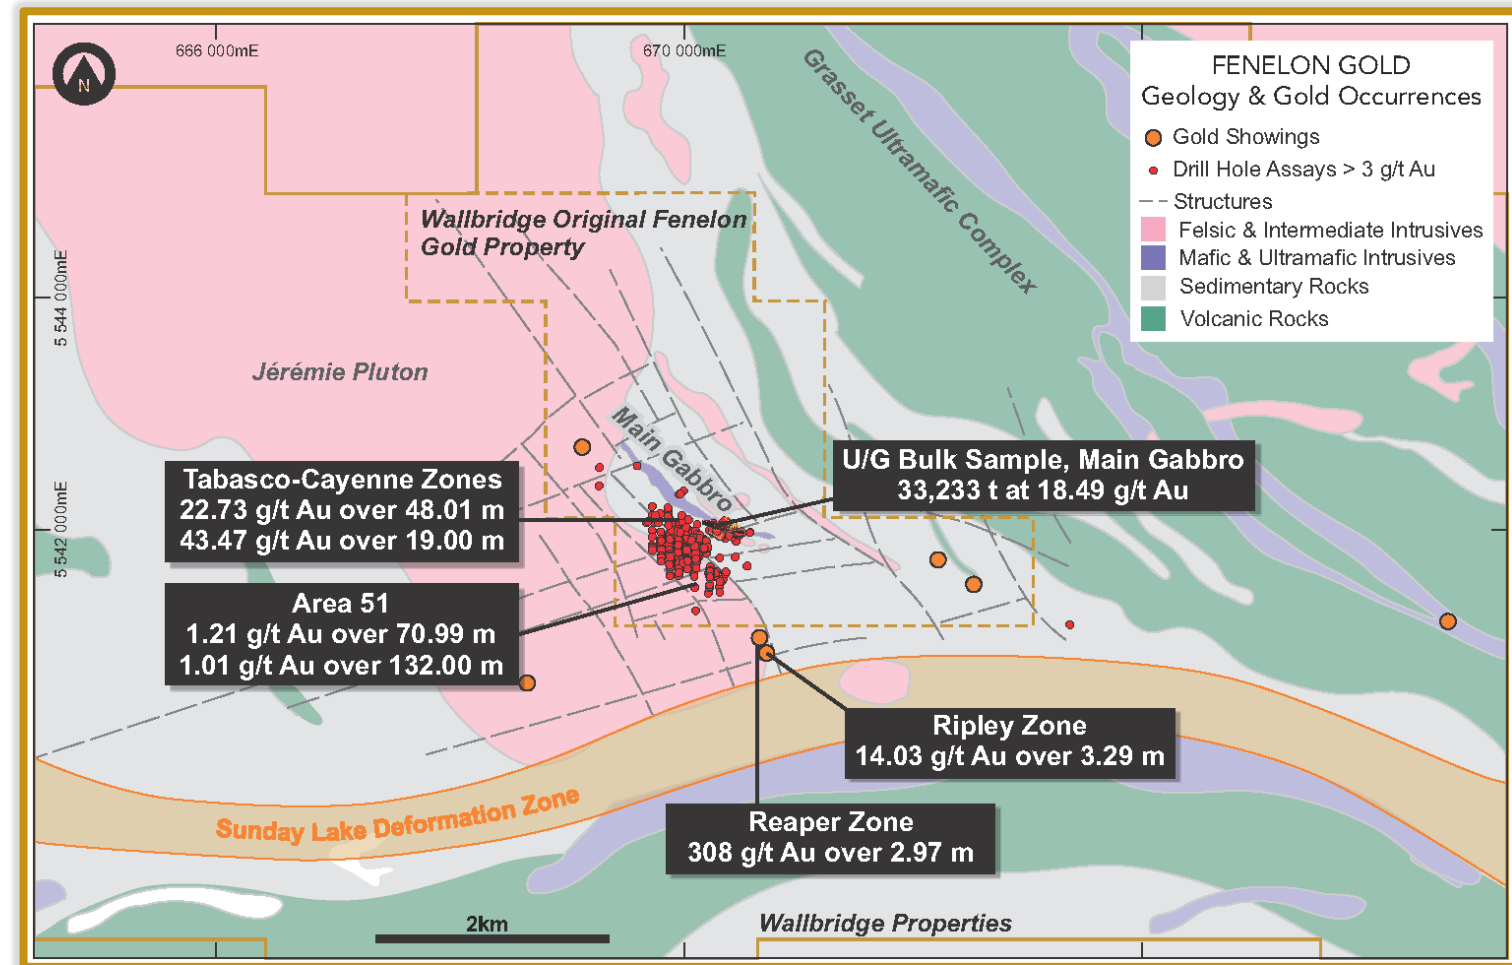 666 000mE
670 000mE
N
FENELON GOLD
Geology & Gold Occurrences
Gold Showings
Drill Hole Assays > 3 g/t Au
Structures
Felsic & Intermediate Intrusives
Mafic & Ultramafic Intrusives
Sedimentary Rocks
Volcanic Rocks
Grasset Ultramafic Complex
Wallbridge Original Fenelon
Gold Property
5 544 000mE
Jérémie Pluton
Main Gabbro
U/G Bulk Sample, Main Gabbro
33,233 t at 18.49 g/t Au
Tabasco-Cayenne Zones
22.73 g/t Au over 48.01 m
43.47 g/t Au over 19.00 m
5 542 000mE
Area 51
1.21 g/t Au over 70.99 m
1.01 g/t Au over 132.00 m
Ripley Zone
14.03 g/t Au over 3.29 m
Sunday Lake Deformation Zone
Reaper Zone
308 g/t Au over 2.97 m
2km
Wallbridge Properties